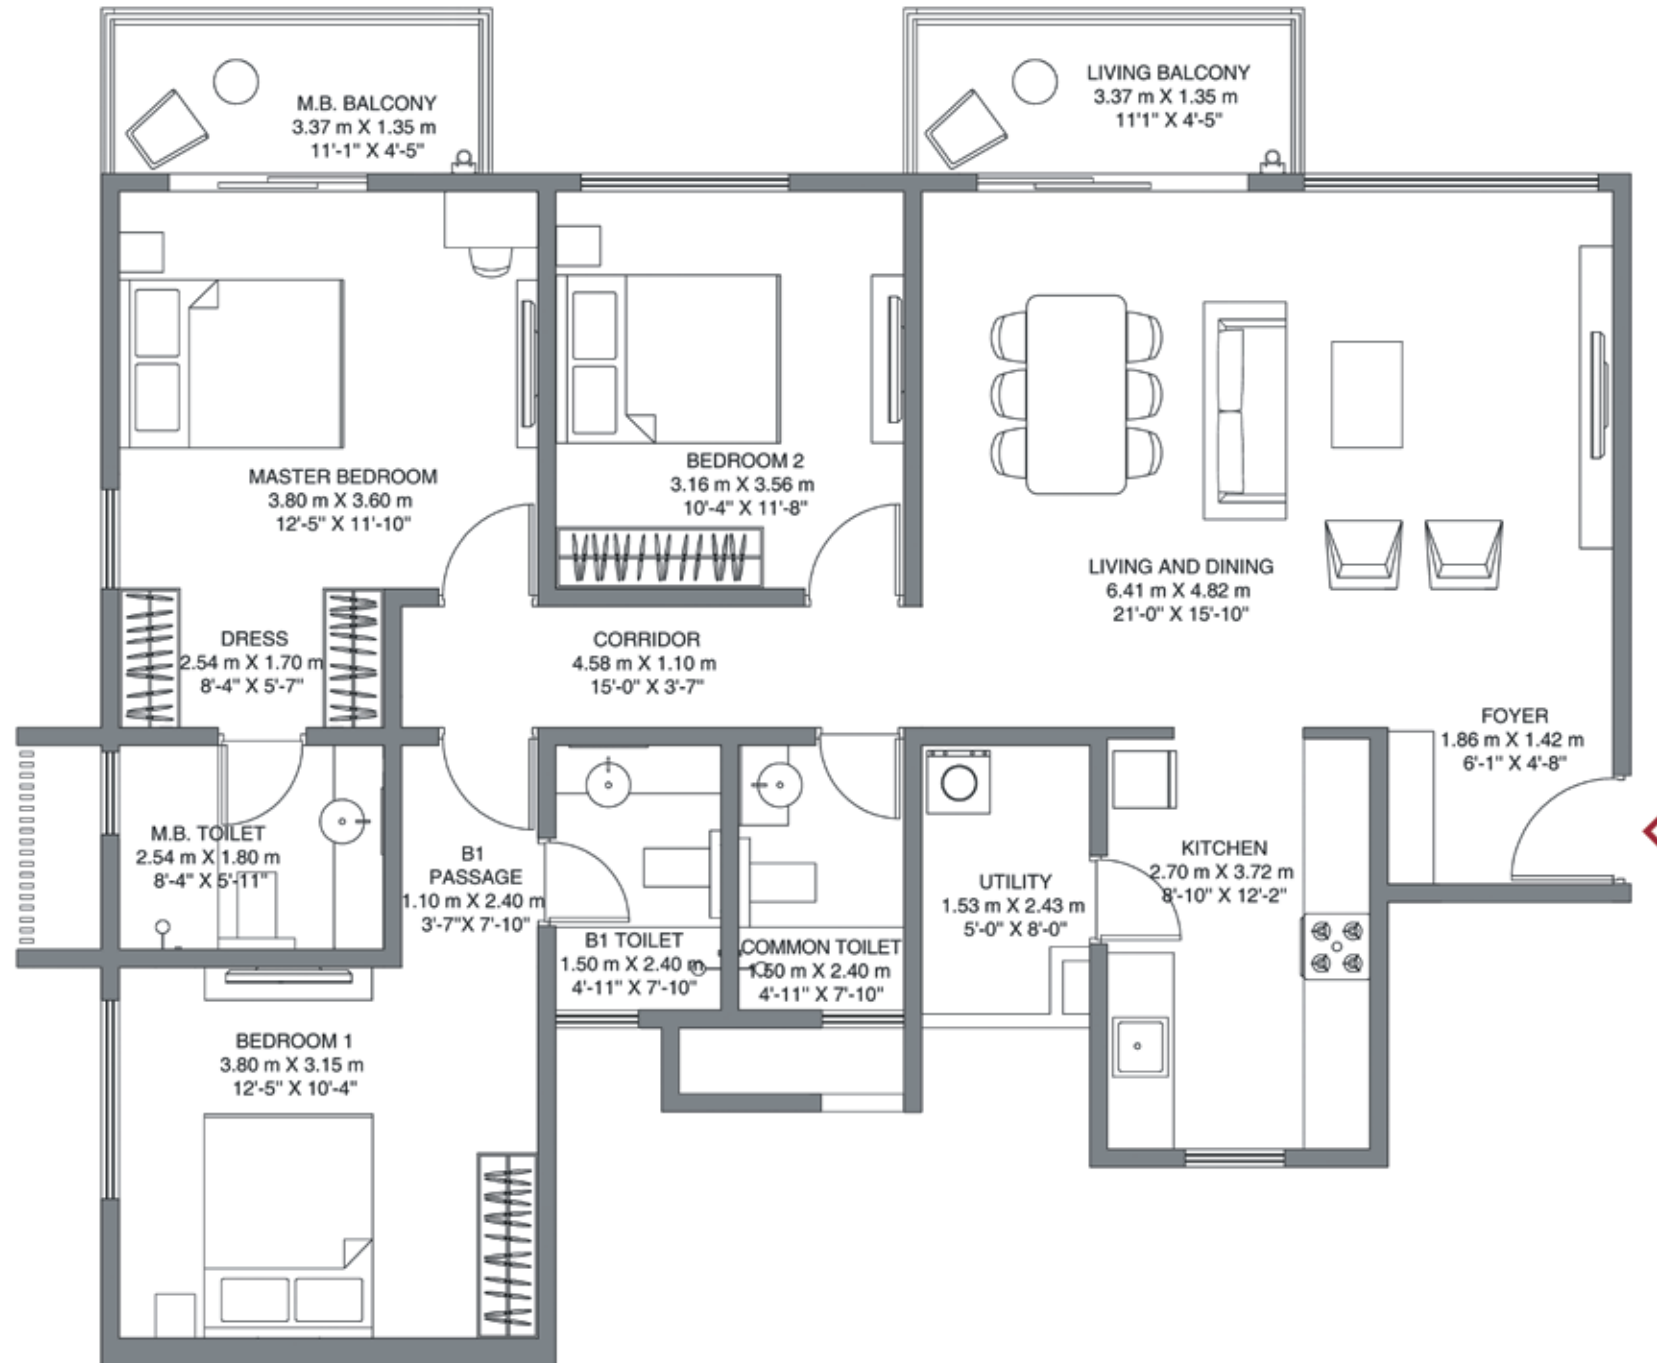 M.B. BALCONY
3.37 m X 1.35 m
11'-1" X 4'-5"
LIVING BALCONY
3.37 m X 1.35 m
11'1" X 4'-5"
MASTER BEDROOM
3.80 m X 3.60 m
12'-5" X 11'-10"
BEDROOM 2
3.16 m X 3.56 m
10'-4" X 11'-8"
LIVING AND DINING
6.41 m X 4.82 m
21'-0" X 15'-10"
DRESS
2.54 m X 1.70 m
8'-4" X 5'-7"
CORRIDOR
4.58 m X 1.10 m
15'-0" X 3'-7"
FOYER
1.86 m X 1.42 m
6'-1" X 4'-8"
M.B. TOILET
2.54 m X 1.80 m
8'-4" X 5'-11"
B1
PASSAGE
1.10 m X 2.40 m
3'-7"X 7'-10"
B1 TOILET
1.50 m X 2.40 m
4'-11" X 7'-10"
COMMON TOILET
1.50 m X 2.40 m
4'-11" X 7'-10"
UTILITY
1.53 m X 2.43 m
5'-0" X 8'-0"
KITCHEN
2.70 m X 3.72 m
8'-10" X 12'-2"
BEDROOM 1
3.80 m X 3.15 m
12'-5" X 10'-4"